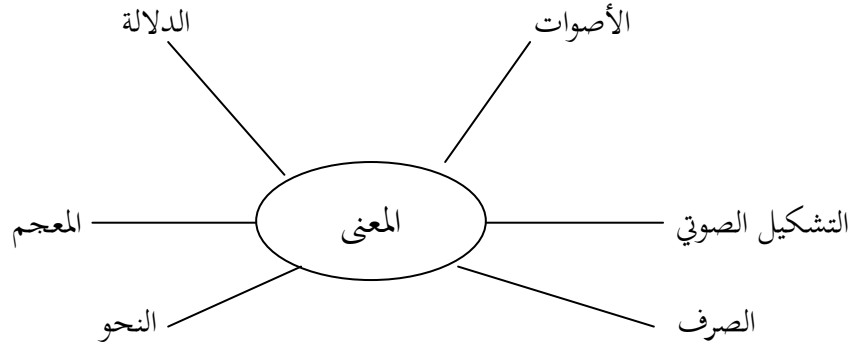 الأصوات
الدلالة
التشكيل الصوتي
المعنى
المعجم
الصرف
النحو